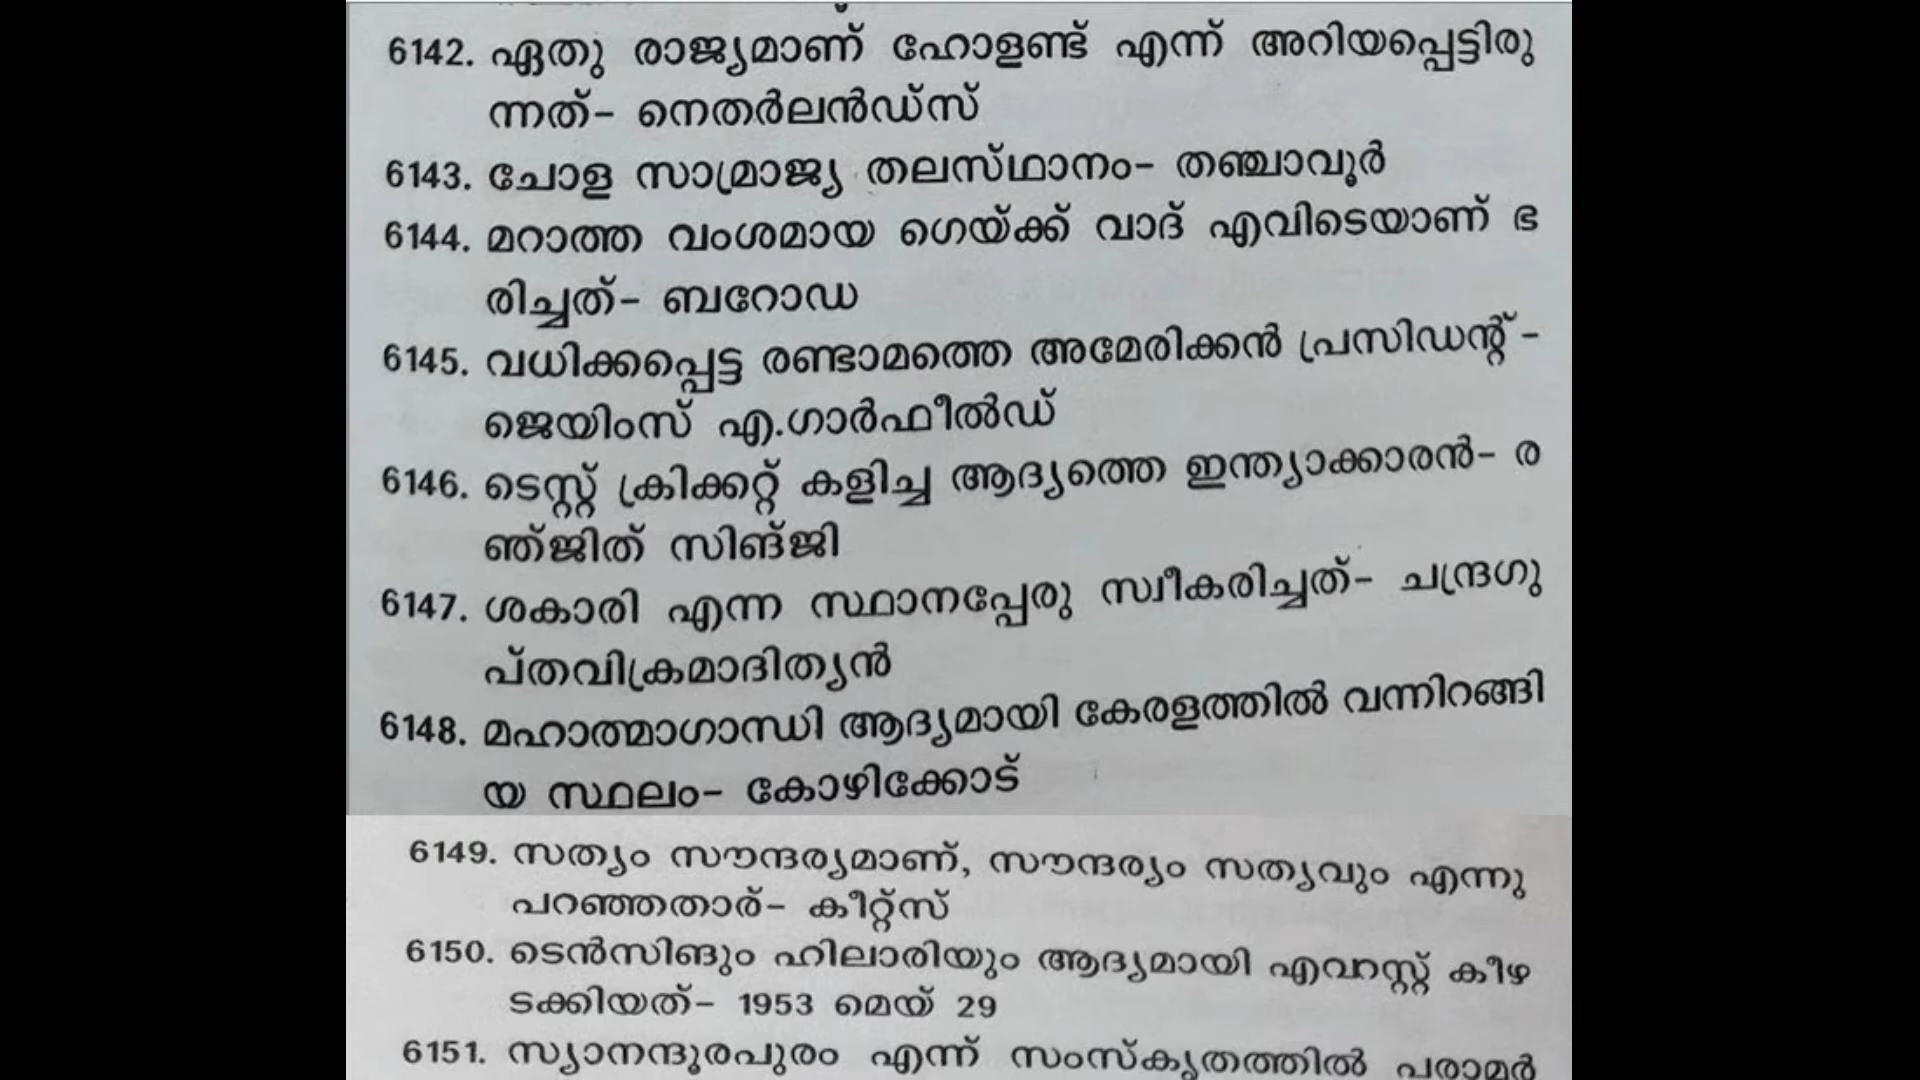 6142. ഏതു രാജ്യമാണ് ഹോളണ്ട് എന്ന് അറിയപ്പെട്ടിരു
ന്നത്- നെതർലൻഡ്സ്
6143. ചോള സാമ്രാജ്യ തലസ്ഥാനം- തഞ്ചാവൂർ
6144. മറാത്ത വംശമായ ഗെയ്ക്ക് വാദ് എവിടെയാണ് ഭ
രിച്ചത്- ബറോഡ
6145. വധിക്കപ്പെട്ട രണ്ടാമത്തെ അമേരിക്കൻ പ്രസിഡന്റ് -
ജെയിംസ് എ.ഗാർഫീൽഡ്
6146. ടെസ്റ്റ് ക്രിക്കറ്റ് കളിച്ച ആദ്യത്തെ ഇന്ത്യാക്കാരൻ- ര
ഞ്ജിത് സിങ്ജി
6147. ശകാരി എന്ന സ്ഥാനപ്പേരു സ്വീകരിച്ചത്- ചന്ദ്രഗു
പ്തവിക്രമാദിത്യൻ
6148. മഹാത്മാഗാന്ധി ആദ്യമായി കേരളത്തിൽ വന്നിറങ്ങി
യ സ്ഥലം- കോഴിക്കോട്
6149. സത്യം സൗന്ദര്യമാണ്, സൗന്ദര്യം സത്യവും എന്നു
പറഞ്ഞതാര്- കീറ്റ്സ്
6150. ടെൻസിങും ഹിലാരിയും ആദ്യമായി എവറസ്റ്റ് കീഴ
ടക്കിയത്- 1953 മെയ് 29
6151. സ്യാനന്ദൂരപുരം എന്ന് സംസ്കൃതത്തിൽ പരാമർ